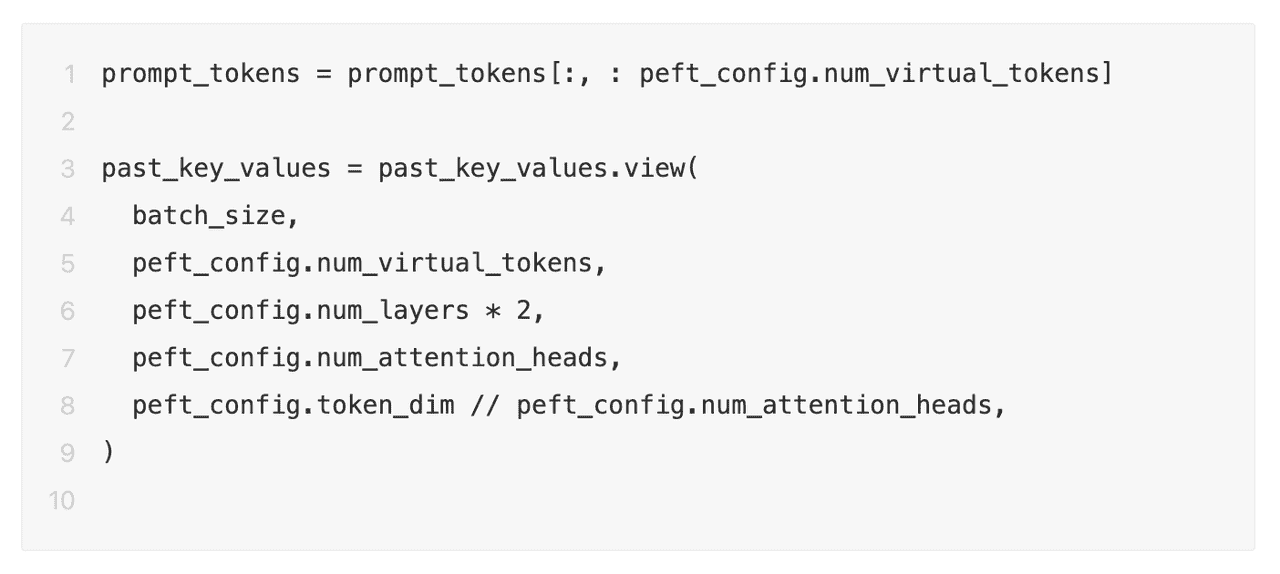 1 prompt_tokens = prompt_tokens[:, : peft_config.num_virtual_tokens]
2
3 past_key_values = past_key_values.view(
4   batch_size,
5   peft_config.num_virtual_tokens,
6   peft_config.num_layers * 2,
7   peft_config.num_attention_heads,
8   peft_config.token_dim // peft_config.num_attention_heads,
9 )
10